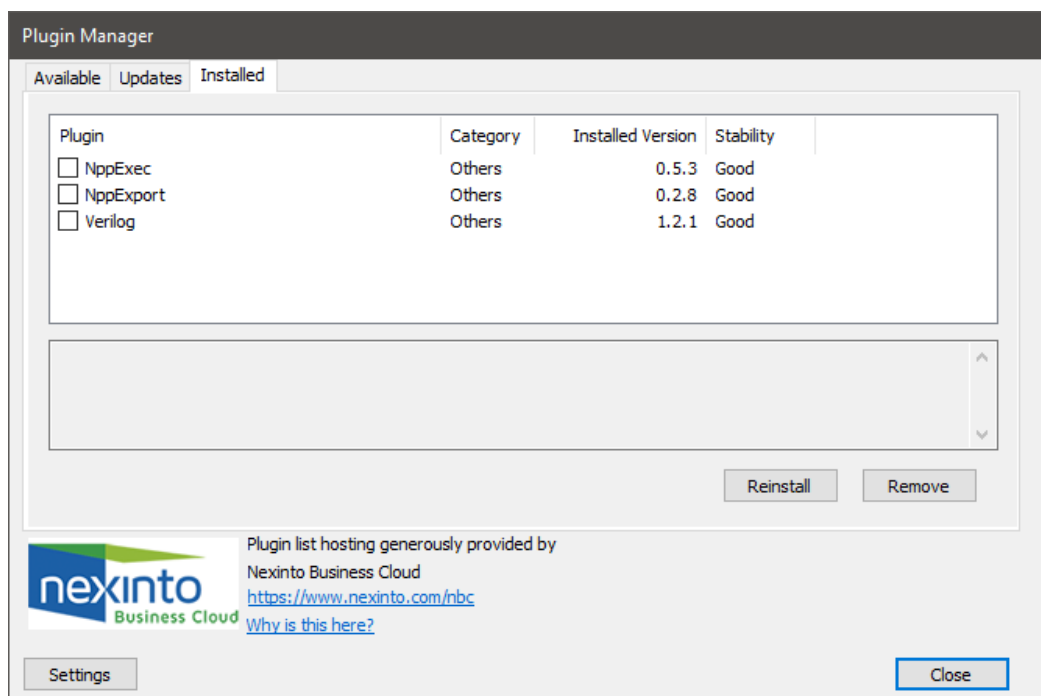 Plugin Manager
Available Updates Installed
Plugin Category Installed Version Stability
NppExec Others 0.5.3 Good
NppExport Others 0.2.8 Good
Verilog Others 1.2.1 Good
Reinstall Remove
nexinto
Business Cloud
Plugin list hosting generously provided by
Nexinto Business Cloud
https://www.nexinto.com/nbc
Why is this here?
Settings Close